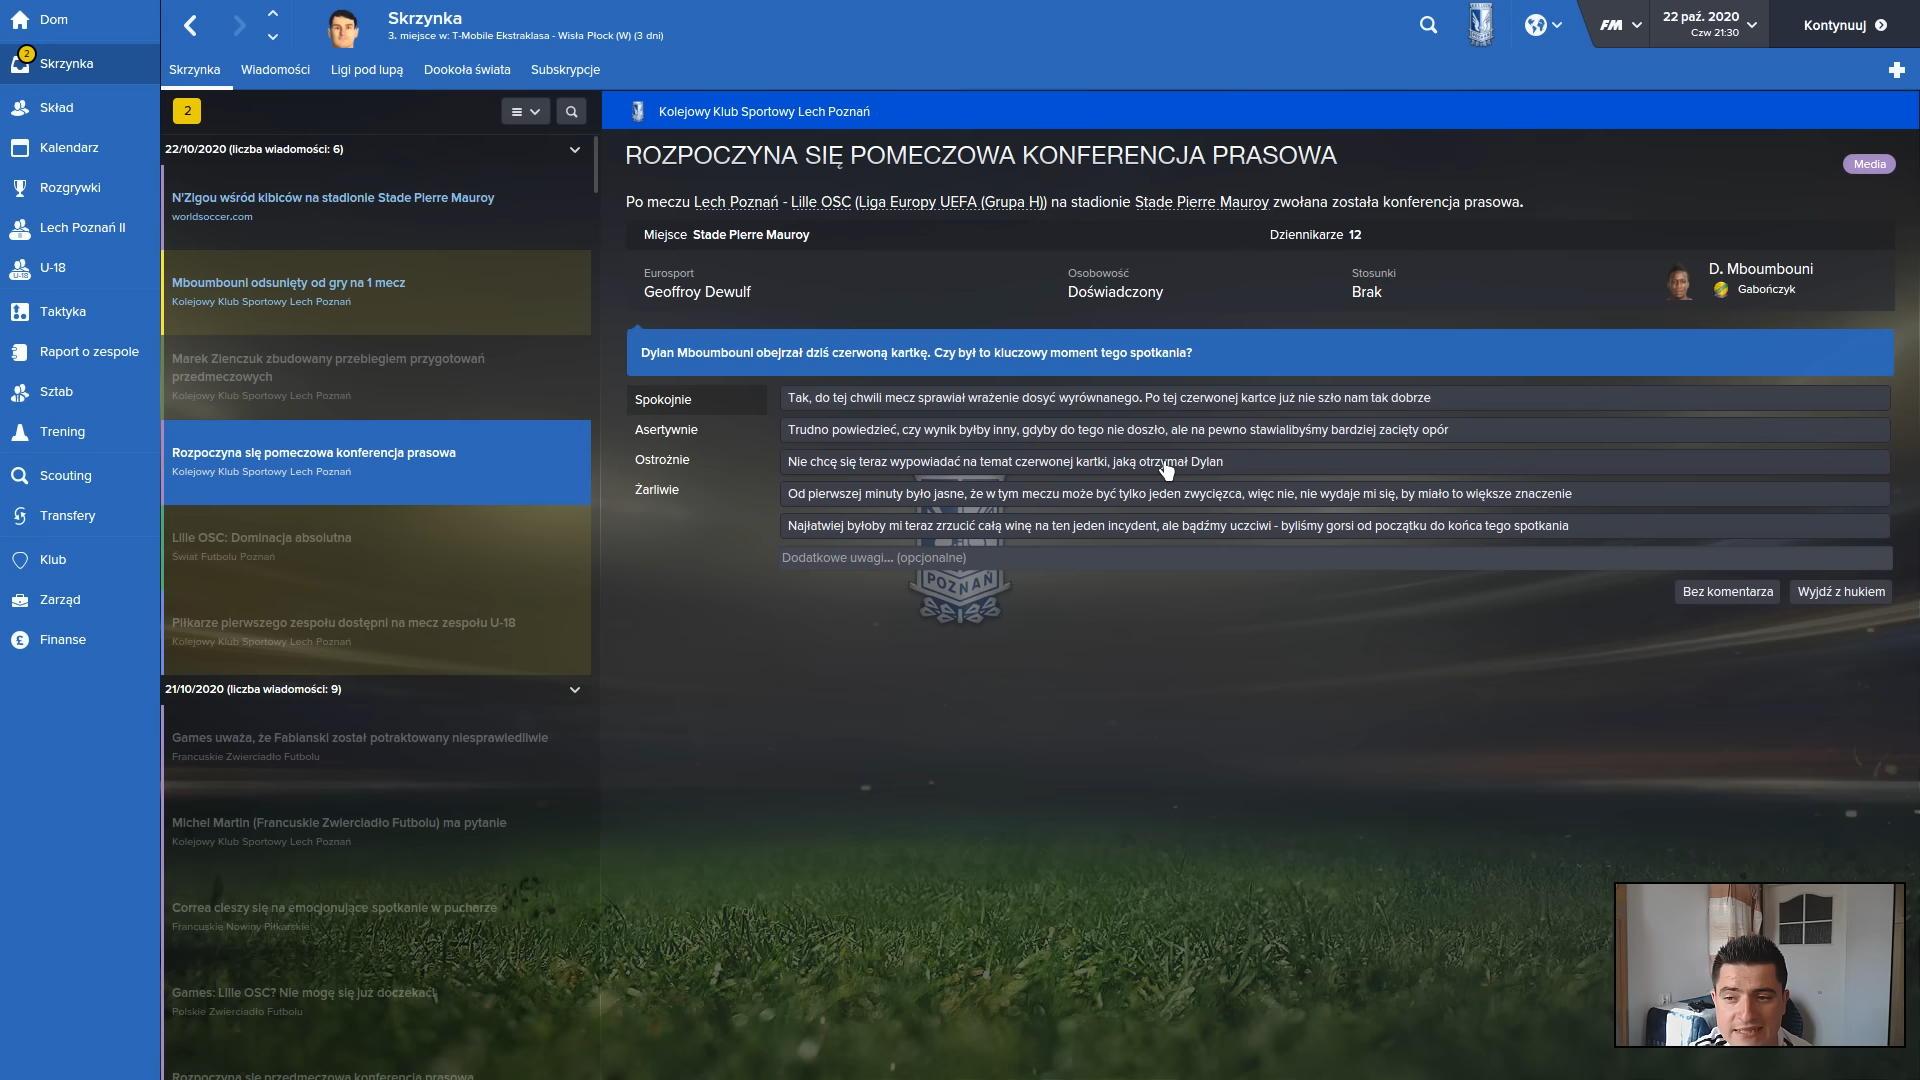 Dom
2
Skrzynka
Skład
Kalendarz
Rozgrywki
Lech Poznań II
U-18
Taktyka
Raport o zespole
Sztab
Trening
Scouting
Transfery
Klub
Zarząd
Finanse
Skrzynka
3. miejsce w: T-Mobile Ekstraklasa - Wisła Płock (W) (3 dni)
FM
22 paź. 2020
Czw 21:30
Kontynuuj
Skrzynka
Wiadomości
Ligi pod lupą
Dookoła świata
Subskrypcje
2
22/10/2020 (liczba wiadomości: 6)
N'Zigou wśród kibiców na stadionie Stade Pierre Mauroy
worldsoccer.com
Mboumbouni odsunięty od gry na 1 mecz
Kolejowy Klub Sportowy Lech Poznań
Marek Zienczuk zbudowany przebiegiem przygotowań
przedmeczowych
Kolejowy Klub Sportowy Lech Poznań
Rozpoczyna się pomeczowa konferencja prasowa
Kolejowy Klub Sportowy Lech Poznań
Lille OSC: Dominacja absolutna
Świat Futbolu Poznań
Piłkarze pierwszego zespołu dostępni na mecz zespołu U-18
Kolejowy Klub Sportowy Lech Poznań
21/10/2020 (liczba wiadomości: 9)
Games uważa, że Fabianski został potraktowany niesprawiedliwie
Francuskie Zwierciadło Futbolu
Michel Martin (Francuskie Zwierciadło Futbolu) ma pytanie
Kolejowy Klub Sportowy Lech Poznań
Correa cieszy się na emocjonujące spotkanie w pucharze
Francuskie Nowiny Piłkarskie
Games: Lille OSC? Nie mogę się już doczekać!
Polskie Zwierciadło Futbolu
Rozpoczyna się przedmeczowa konferencja prasowa
Kolejowy Klub Sportowy Lech Poznań
ROZPOCZYNA SIĘ POMECZOWA KONFERENCJA PRASOWA
Media
Po meczu Lech Poznań - Lille OSC (Liga Europy UEFA (Grupa H)) na stadionie Stade Pierre Mauroy zwołana została konferencja prasowa.
Miejsce Stade Pierre Mauroy
Dziennikarze 12
Eurosport
Geoffroy Dewulf
Osobowość
Doświadczony
Stosunki
Brak
D. Mboumbouni
Gabończyk
Dylan Mboumbouni obejrzał dziś czerwoną kartkę. Czy był to kluczowy moment tego spotkania?
Spokojnie
Asertywnie
Ostrożnie
Żarliwie
Tak, do tej chwili mecz sprawiał wrażenie dosyć wyrównanego. Po tej czerwonej kartce już nie szło nam tak dobrze
Trudno powiedzieć, czy wynik byłby inny, gdyby do tego nie doszło, ale na pewno stawialibyśmy bardziej zacięty opór
Nie chcę się teraz wypowiadać na temat czerwonej kartki, jaką otrzymał Dylan
Od pierwszej minuty było jasne, że w tym meczu może być tylko jeden zwycięzca, więc nie, nie wydaje mi się, by miało to większe znaczenie
Najłatwiej byłoby mi teraz zrzucić całą winę na ten jeden incydent, ale bądźmy uczciwi - byliśmy gorsi od początku do końca tego spotkania
Dodatkowe uwagi... (opcjonalne)
POZNAŃ
Bez komentarza
Wyjdź z hukiem